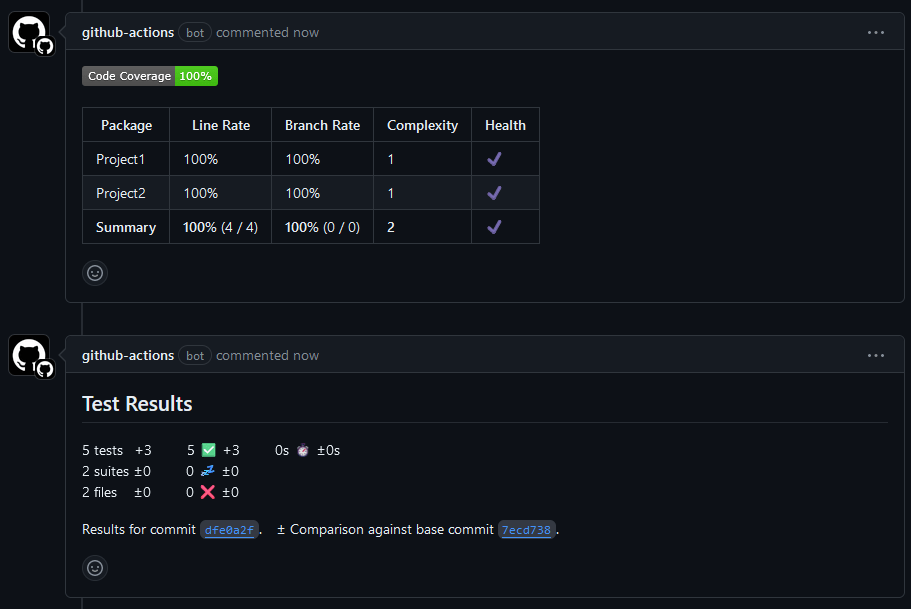 github-actions bot commented now
Code Coverage 100%
Package Line Rate Branch Rate Complexity Health
Project1 100% 100% 1 ✔
Project2 100% 100% 1 ✔
Summary 100% (4 / 4) 100% (0 / 0) 2 ✔
github-actions bot commented now
Test Results
5 tests +3 5 ✅ +3 0s ⏱ ±0s
2 suites ±0 0 💤 ±0
2 files ±0 0 ❌ ±0
Results for commit dfe0a2f. ± Comparison against base commit 7ecd738.